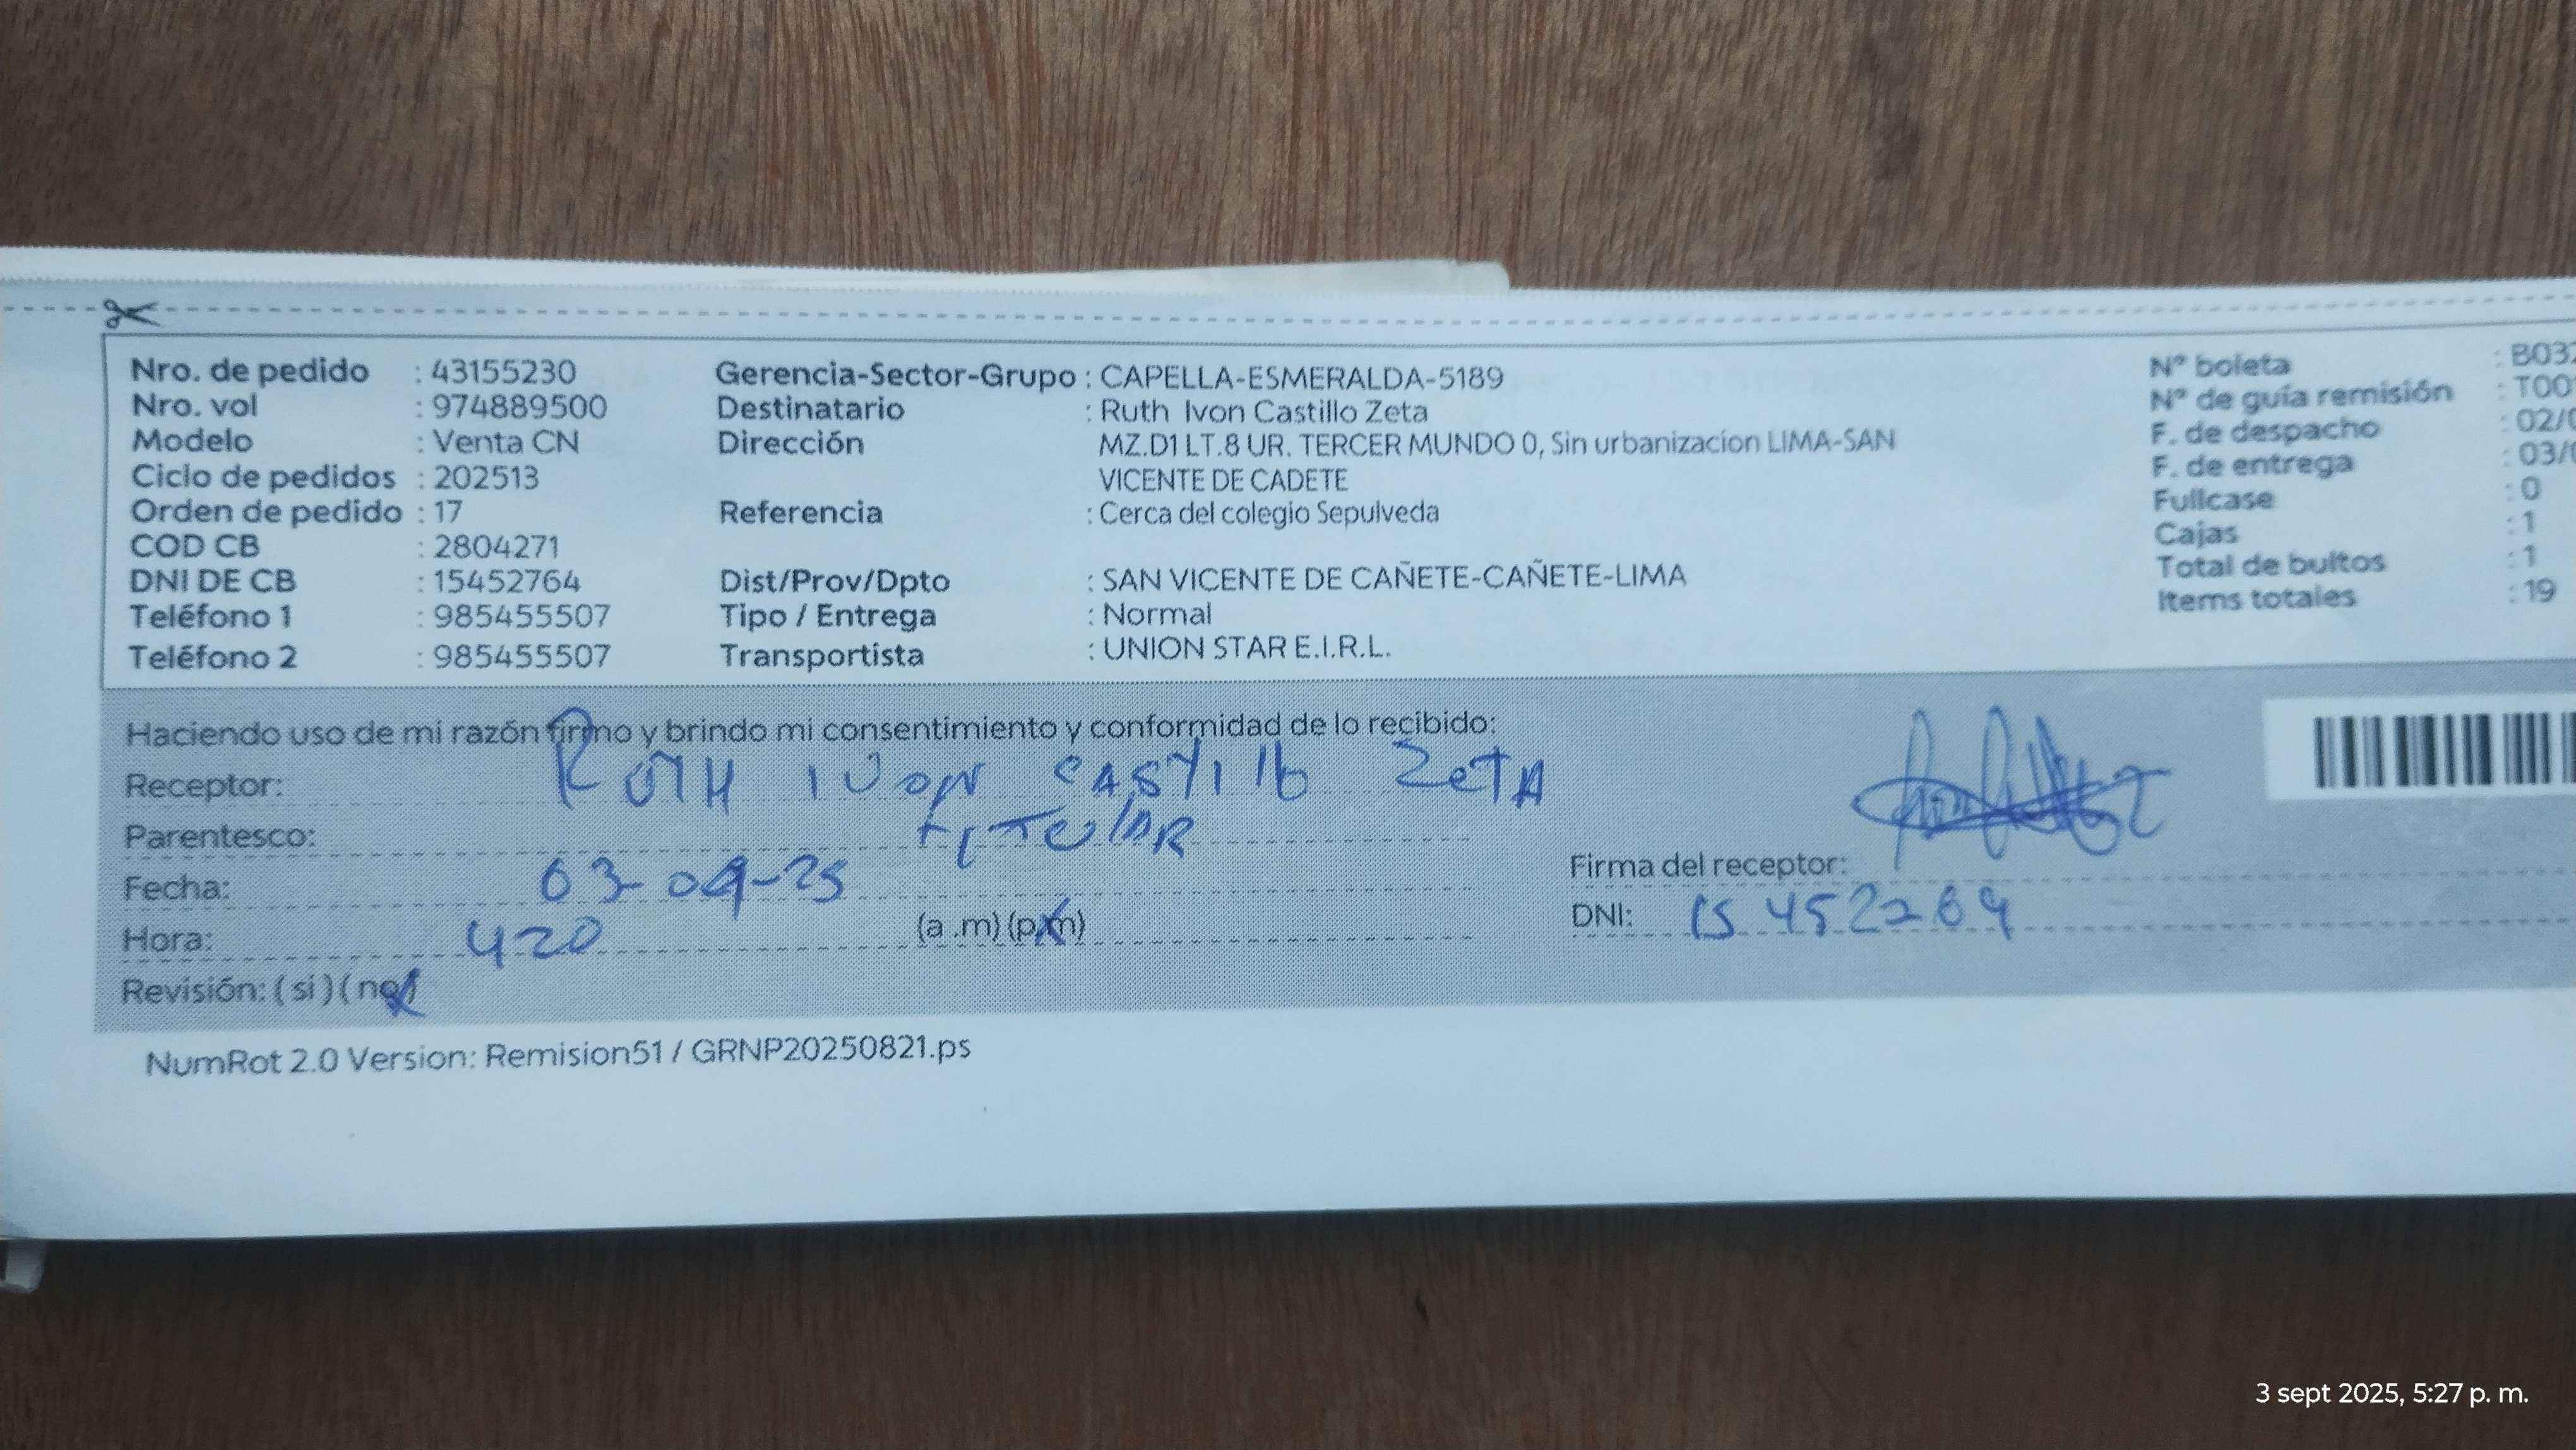 Nro. de pedido : 43155230
Nro. vol : 974889500
Modelo : Venta CN
Ciclo de pedidos : 202513
Orden de pedido : 17
COD CB : 2804271
DNI DE CB : 15452764
Teléfono 1 : 985455507
Teléfono 2 : 985455507
Gerencia-Sector-Grupo : CAPELLA-ESMERALDA-5189
Destinatario : Ruth Ivon Castillo Zeta
Dirección MZ.D1 LT.8 UR. TERCER MUNDO 0, Sin urbanizacion LIMA-SAN
VICENTE DE CADETE
Referencia : Cerca del colegio Sepulveda
Dist/Prov/Dpto : SAN VICENTE DE CAÑETE-CAÑETE-LIMA
Tipo / Entrega : Normal
Transportista : UNION STAR E.I.R.L.
N° boleta : B03
N° de guía remisión : T00
F. de despacho : 02/0
F. de entrega : 03/0
Fullcase : 0
Cajas : 1
Total de bultos : 1
Items totales : 19
Haciendo uso de mi razón firmo y brindo mi consentimiento y conformidad de lo recibido:
Receptor: RUTH IVON CASTIllo ZeTA
Parentesco: TITULAR
Fecha: 03-09-25
Hora: 420 (a .m) (p.m)
Revisión: ( si ) ( no )
Firma del receptor:
DNI: 15452764
NumRot 2.0 Version: Remision51 / GRNP20250821.ps
3 sept 2025, 5:27 p. m.